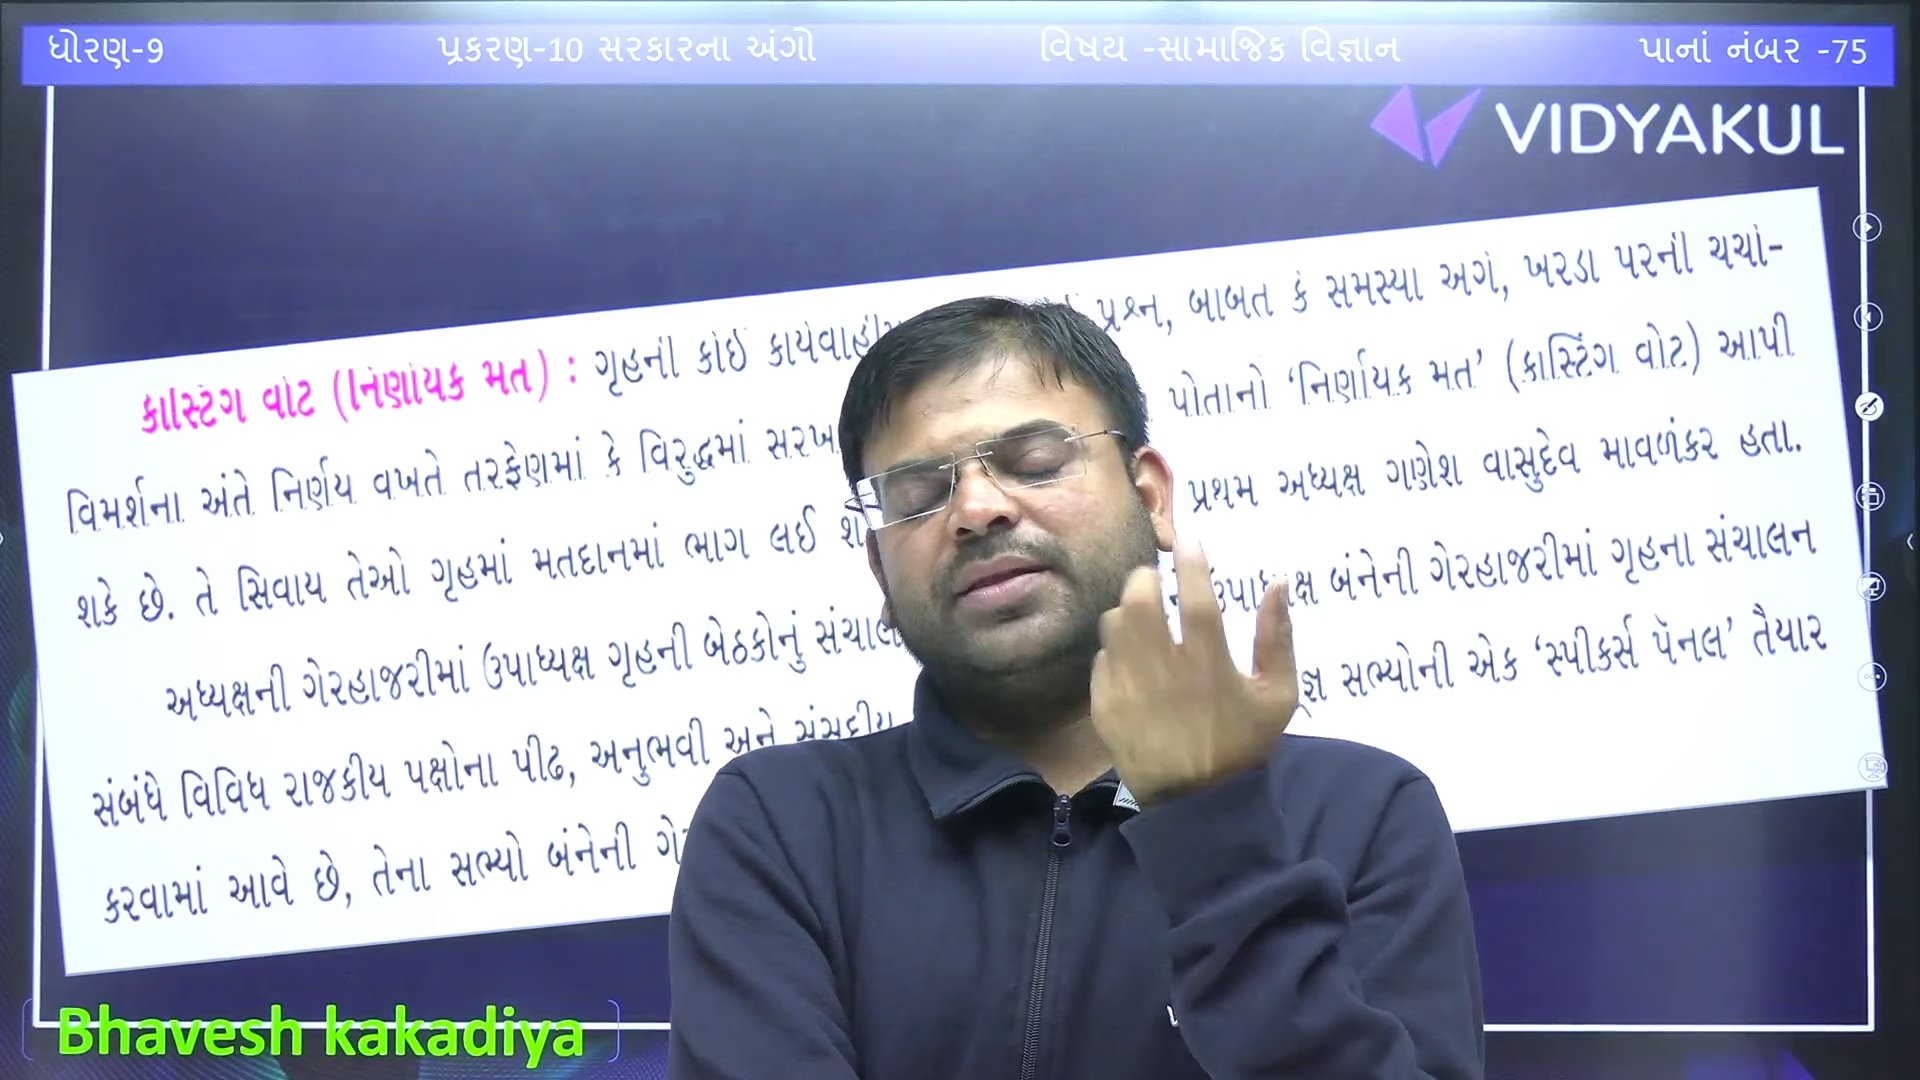 ધોરણ-9 પ્રકરણ-10 સરકારના અંગો વિષય -સામાજિક વિજ્ઞાન પાનાં નંબર -75
VIDYAKUL
કાસ્ટિંગ વોટ (નિર્ણાયક મત) : ગૃહની કોઈ પ્રશ્ન, બાબત કે સમસ્યા અંગે, ખરડા પરની ચર્ચા-
વિમર્શના અંતે નિર્ણય વખતે તરફેણમાં કે વિરુદ્ધમાં પોતાનો ‘નિર્ણાયક મત’ (કાસ્ટિંગ વોટ) આપી
શકે છે. તે સિવાય તેઓ ગૃહમાં મતદાનમાં ભાગ લઈ પ્રથમ અધ્યક્ષ ગણેશ વાસુદેવ માવળંકર હતા.
અધ્યક્ષની ગેરહાજરીમાં ઉપાધ્યક્ષ ગૃહની બેઠકોનું બંનેની ગેરહાજરીમાં ગૃહના સંચાલન
સંબંધે વિવિધ રાજકીય પક્ષોના પીઢ, અનુભવી અને સભ્યોની એક ‘સ્પીકર્સ પૅનલ’ તૈયાર
કરવામાં આવે છે, તેના સભ્યો બંનેની
Bhavesh kakadiya